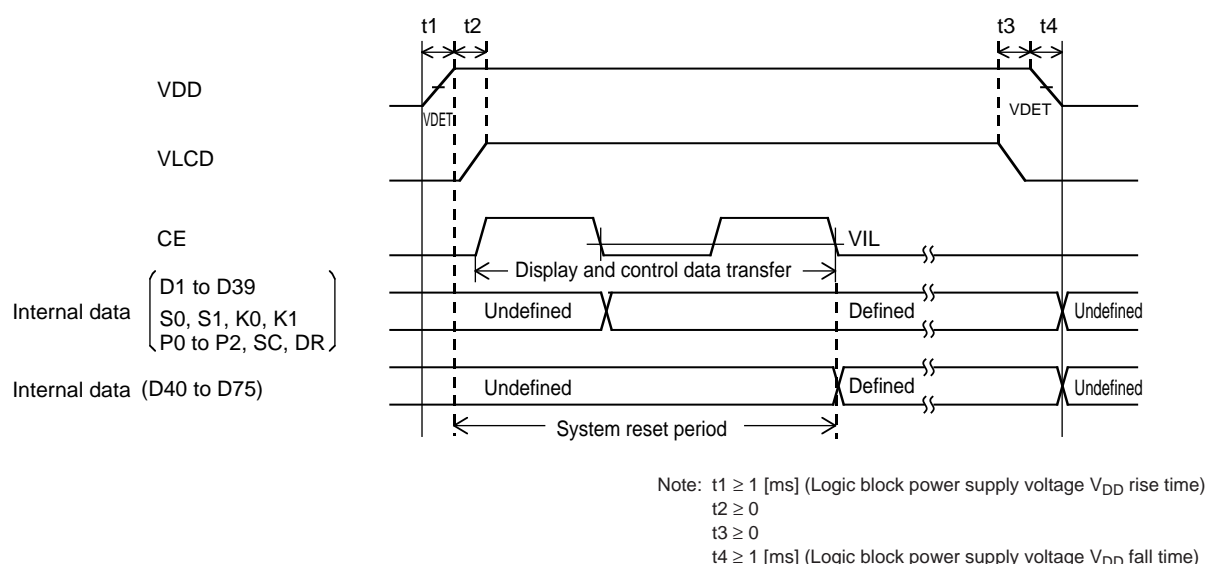 t1 t2 t3 t4
VDD
VDET VDET
VLCD
CE VIL
Display and control data transfer
Internal data D1 to D39
S0, S1, K0, K1
P0 to P2, SC, DR
Undefined Defined Undefined
Internal data (D40 to D75) Undefined Defined Undefined
System reset period
Note: t1 ≥ 1 [ms] (Logic block power supply voltage VDD rise time)
t2 ≥ 0
t3 ≥ 0
t4 ≥ 1 [ms] (Logic block power supply voltage VDD fall time)